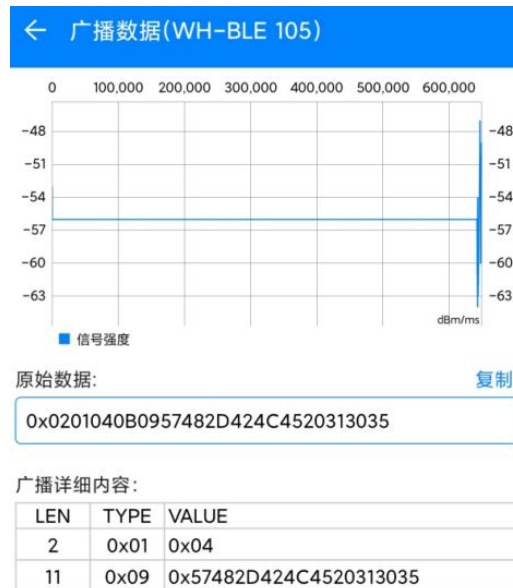 ← 广播数据(WH-BLE 105)
0 100,000 200,000 300,000 400,000 500,000 600,000
-48 -48
-51 -51
-54 -54
-57 -57
-60 -60
-63 -63
dBm/ms
信号强度
原始数据: 复制
0x0201040B0957482D424C4520313035
广播详细内容:
LEN TYPE VALUE
2 0x01 0x04
11 0x09 0x57482D424C4520313035